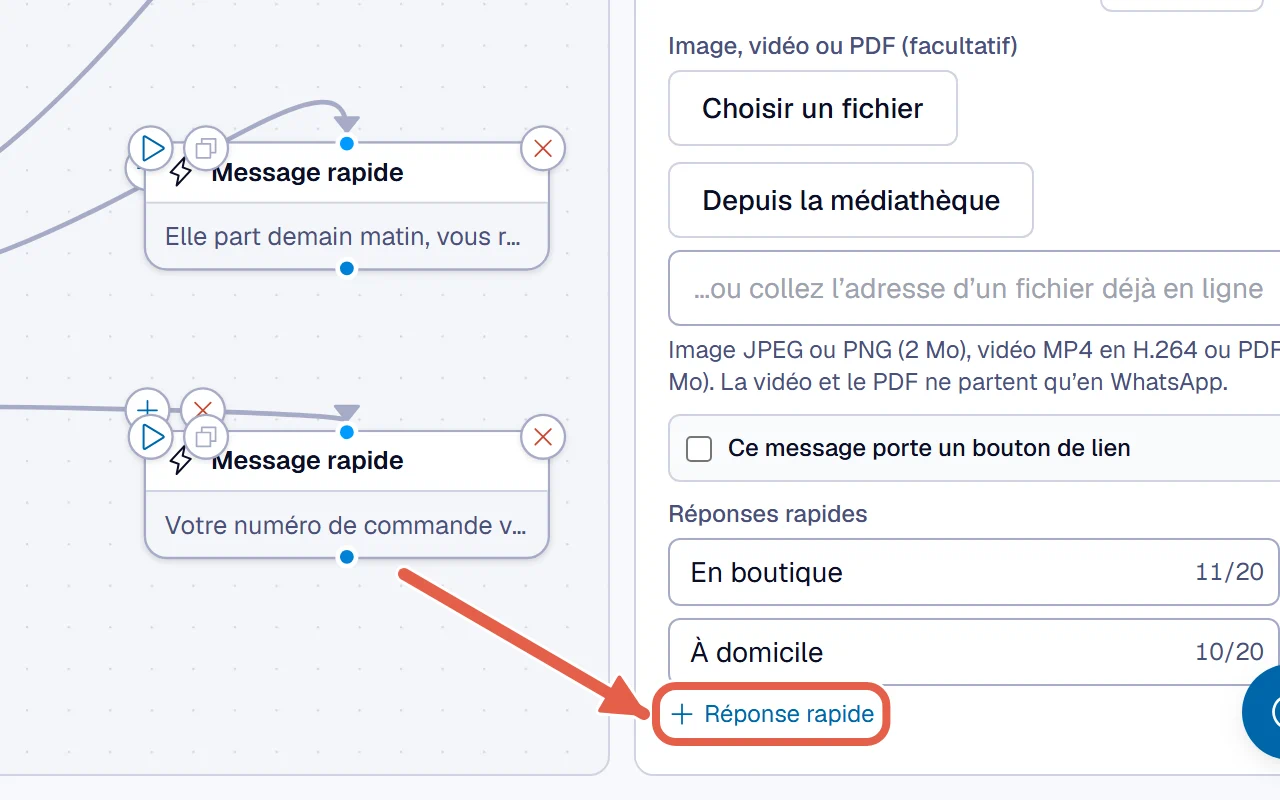 Message rapide
Elle part demain matin, vous r...
Message rapide
Votre numéro de commande v...
Image, vidéo ou PDF (facultatif)
Choisir un fichier
Depuis la médiathèque
...ou collez l’adresse d’un fichier déjà en ligne
Image JPEG ou PNG (2 Mo), vidéo MP4 en H.264 ou PDF
Mo). La vidéo et le PDF ne partent qu’en WhatsApp.
Ce message porte un bouton de lien
Réponses rapides
En boutique 11/20
À domicile 10/20
+ Réponse rapide